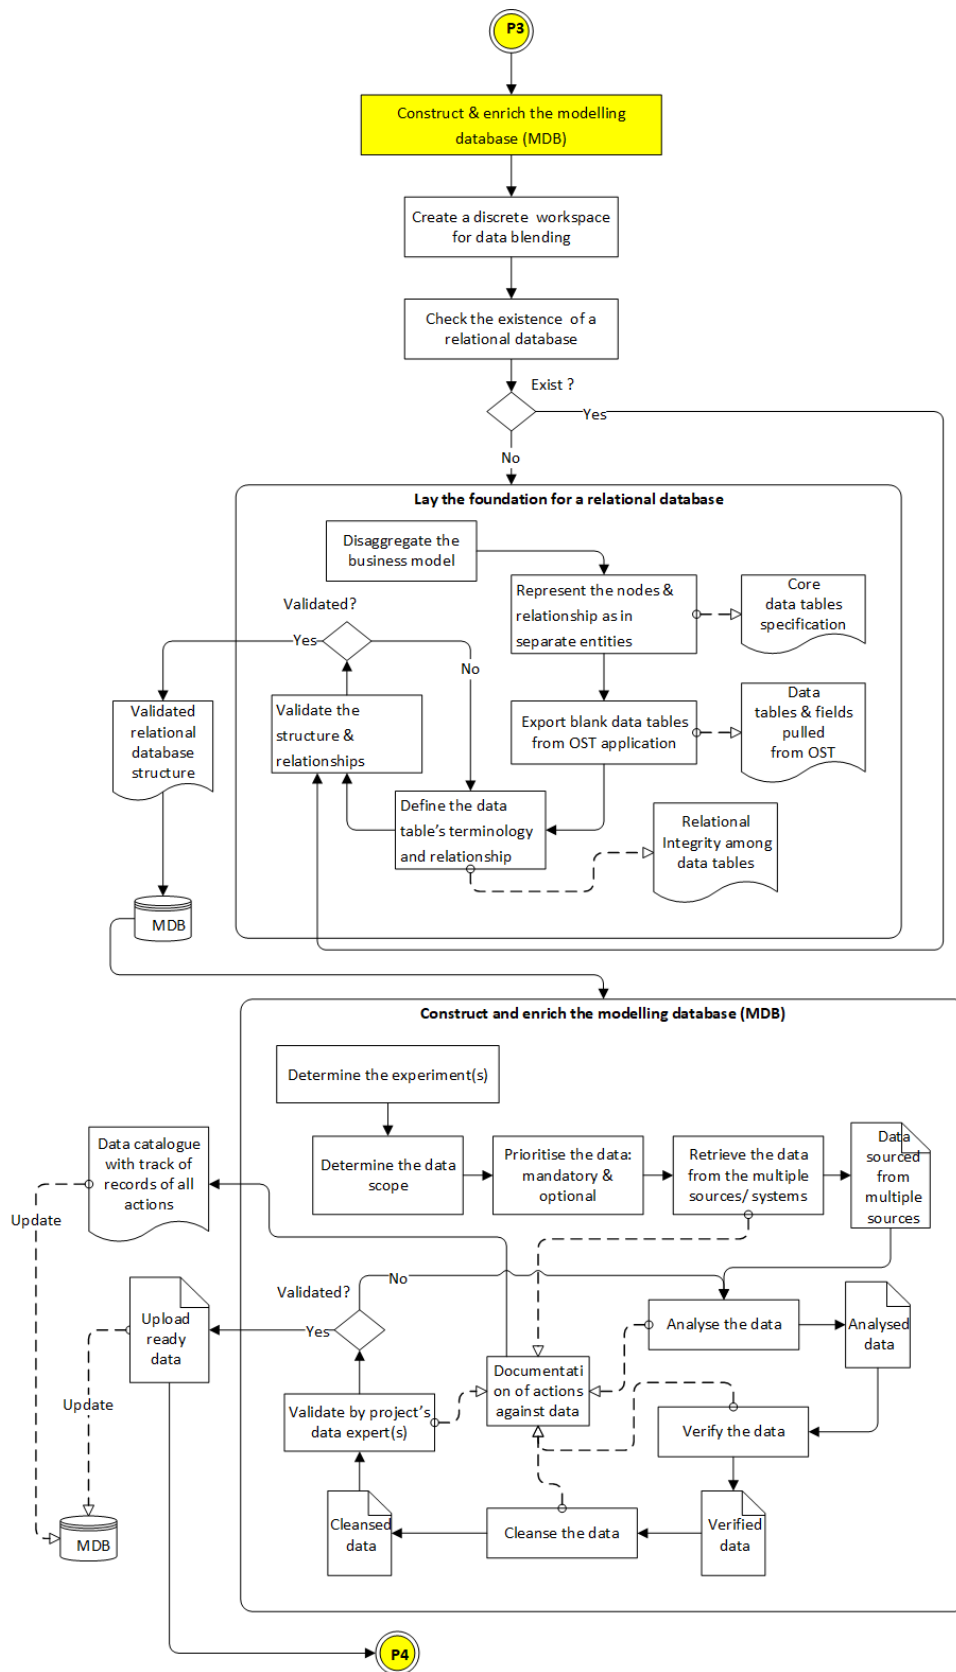 P3
Construct & enrich the modelling
database (MDB)
Create a discrete workspace
for data blending
Check the existence of a
relational database
Exist ?
Yes
No
Lay the foundation for a relational database
Disaggregate the
business model
Represent the nodes &
relationship as in
separate entities
Core
data tables
specification
Validated?
Yes
No
Validated
relational
database
structure
Validate the
structure &
relationships
Export blank data tables
from OST application
Data
tables & fields
pulled
from OST
Define the data
table's terminology
and relationship
Relational
Integrity among
data tables
MDB
Construct and enrich the modelling database (MDB)
Determine the experiment(s)
Data catalogue
with track of
records of all
actions
Determine the data
scope
Prioritise the data:
mandatory &
optional
Retrieve the data
from the multiple
sources/ systems
Data
sourced
from
multiple
sources
Update
Validated?
No
Yes
Upload
ready
data
Analyse the data
Analysed
data
Documentati
on of actions
against data
Update
Validate by project's
data expert(s)
Verify the data
Cleansed
data
Cleanse the data
Verified
data
MDB
P4